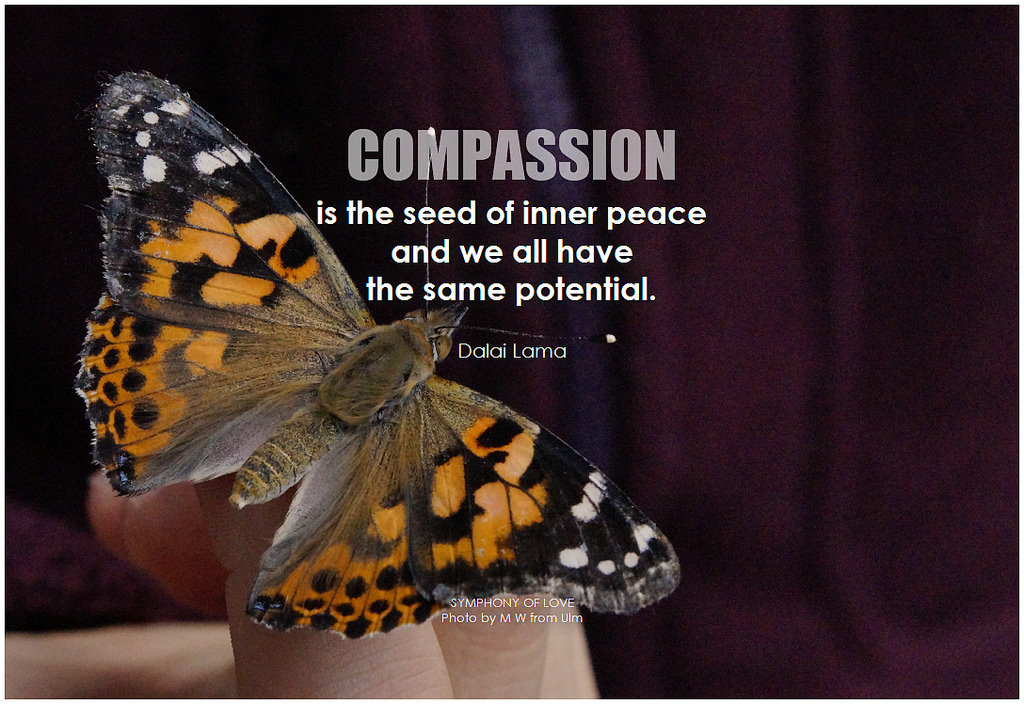 COMPASSION
is the seed of inner peace
and we all have
the same potential.
Dalai Lama
SYMPHONY OF LOVE
Photo by M W from Ulm